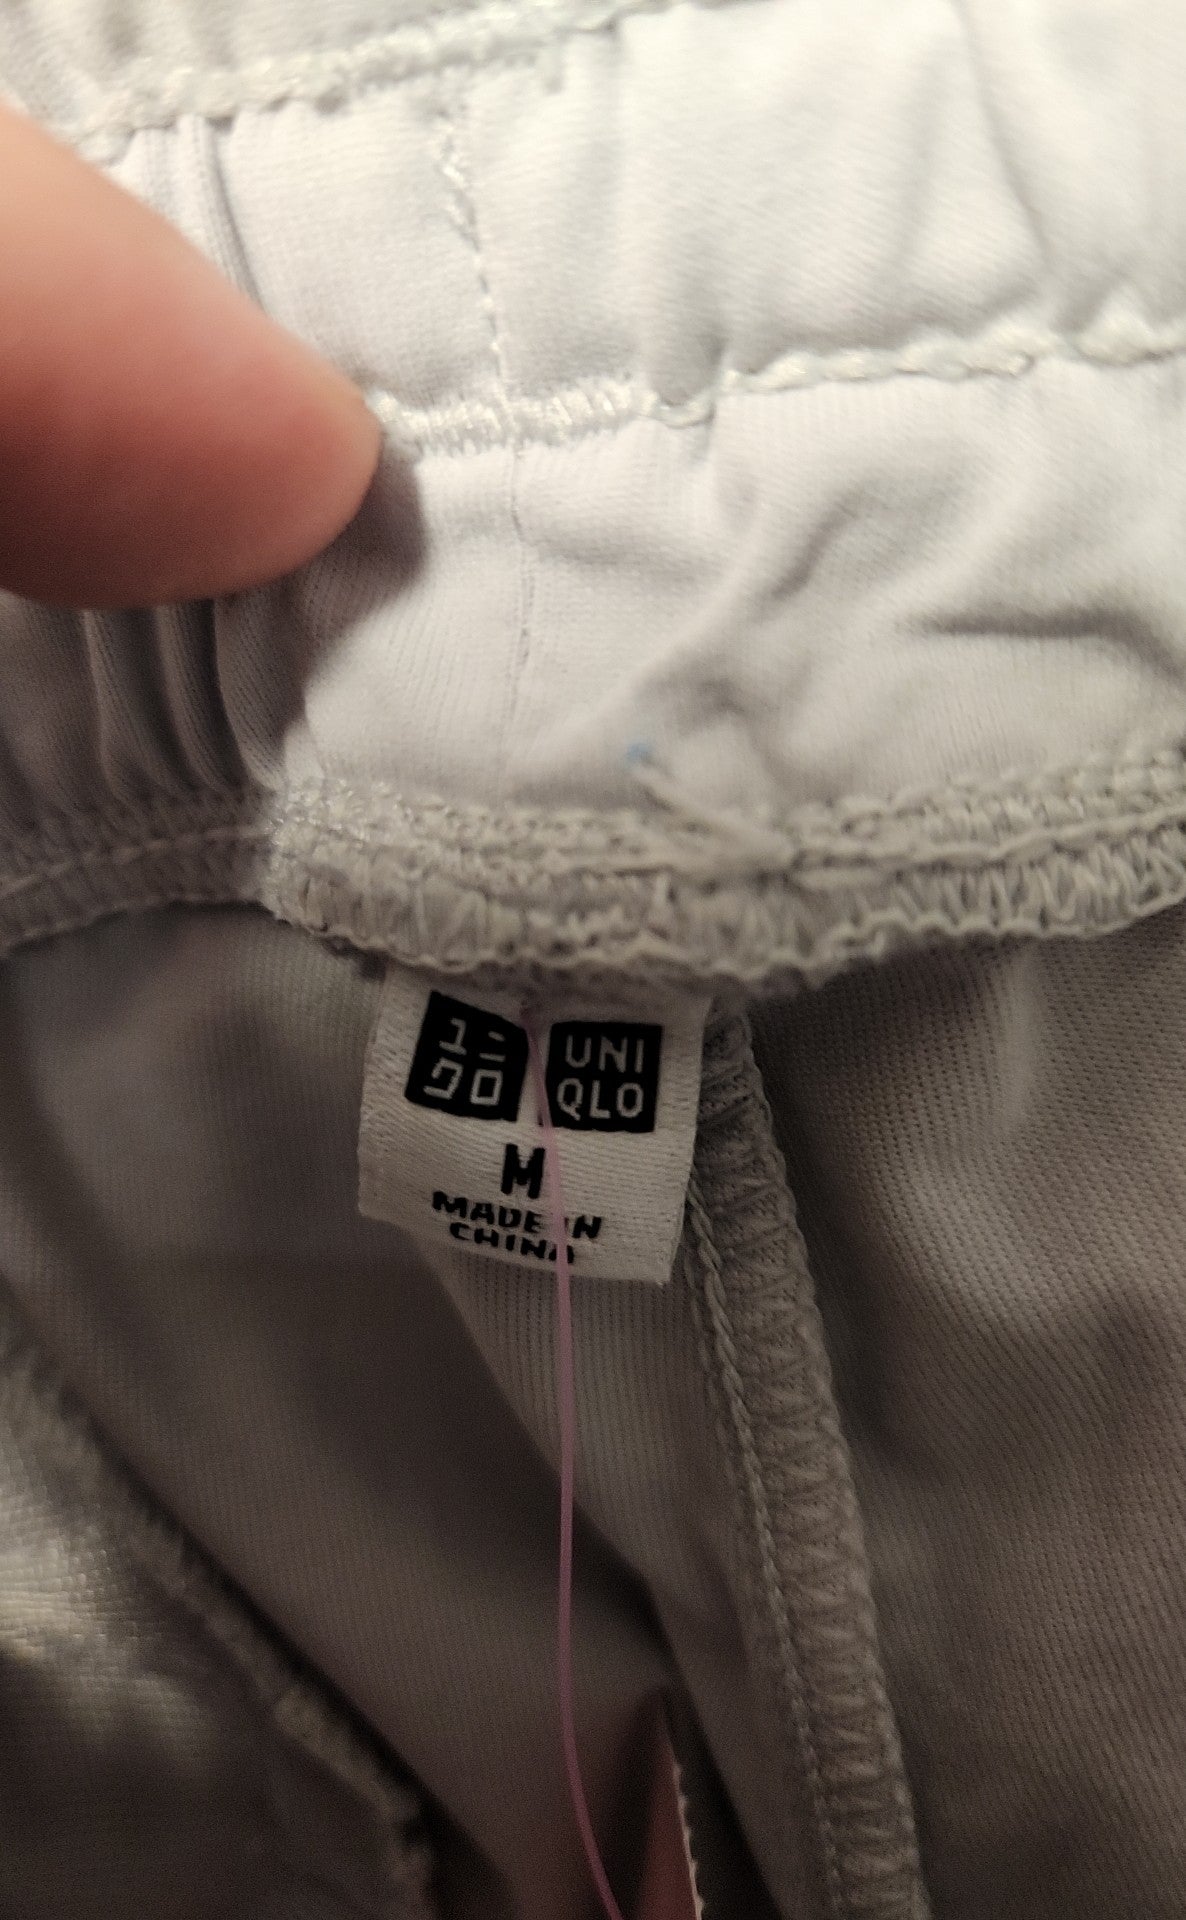 ユニ UNI
クロ QLO
M
MADE IN
CHINA